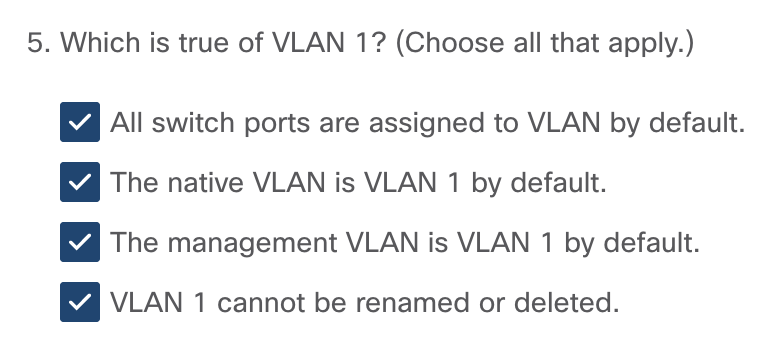 5. Which is true of VLAN 1? (Choose all that apply.)
All switch ports are assigned to VLAN by default.
The native VLAN is VLAN 1 by default.
The management VLAN is VLAN 1 by default.
VLAN 1 cannot be renamed or deleted.